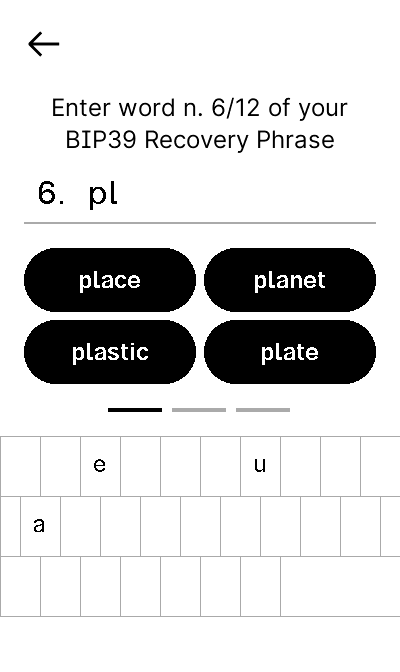 Enter word n. 6/12 of your
BIP39 Recovery Phrase
6. pl
place planet
plastic plate
e u
a